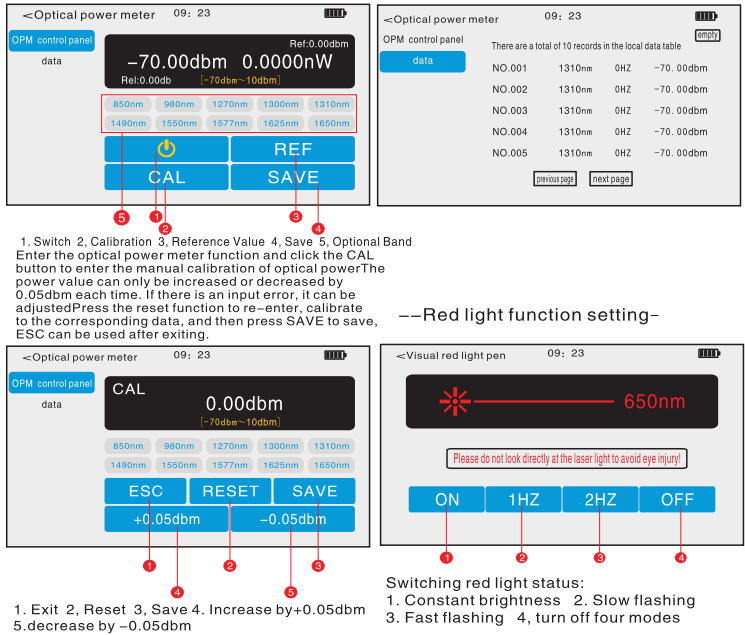 <Optical power meter 09: 23
OPM control panel
data
Ref:0.00dbm
−70.00dbm 0.0000nW
Rel:0.00db [−70dbm~10dbm]
850nm 980nm 1270nm 1300nm 1310nm
1490nm 1550nm 1577nm 1625nm 1650nm
REF
CAL SAVE
5 1 2 3 4
1. Switch 2, Calibration 3, Reference Value 4, Save 5, Optional Band
Enter the optical power meter function and click the CAL
button to enter the manual calibration of optical powerThe
power value can only be increased or decreased by
0.05dbm each time. If there is an input error, it can be
adjustedPress the reset function to re−enter, calibrate
to the corresponding data, and then press SAVE to save,
ESC can be used after exiting.
<Optical power meter 09: 23
OPM control panel
data
empty
There are a total of 10 records in the local data table
NO.001 1310nm 0HZ −70.00dbm
NO.002 1310nm 0HZ −70.00dbm
NO.003 1310nm 0HZ −70.00dbm
NO.004 1310nm 0HZ −70.00dbm
NO.005 1310nm 0HZ −70.00dbm
previous page next page
−−Red light function setting−
<Optical power meter 09: 23
OPM control panel
data
CAL
0.00dbm
[−70dbm~10dbm]
850nm 980nm 1270nm 1300nm 1310nm
1490nm 1550nm 1577nm 1625nm 1650nm
ESC RESET SAVE
+0.05dbm −0.05dbm
1 2 3
4 5
1. Exit 2, Reset 3, Save 4. Increase by+0.05dbm
5.decrease by −0.05dbm
<Visual red light pen 09: 23
650nm
Please do not look directly at the laser light to avoid eye injury!
ON 1HZ 2HZ OFF
1 2 3 4
Switching red light status:
1. Constant brightness 2. Slow flashing
3. Fast flashing 4, turn off four modes